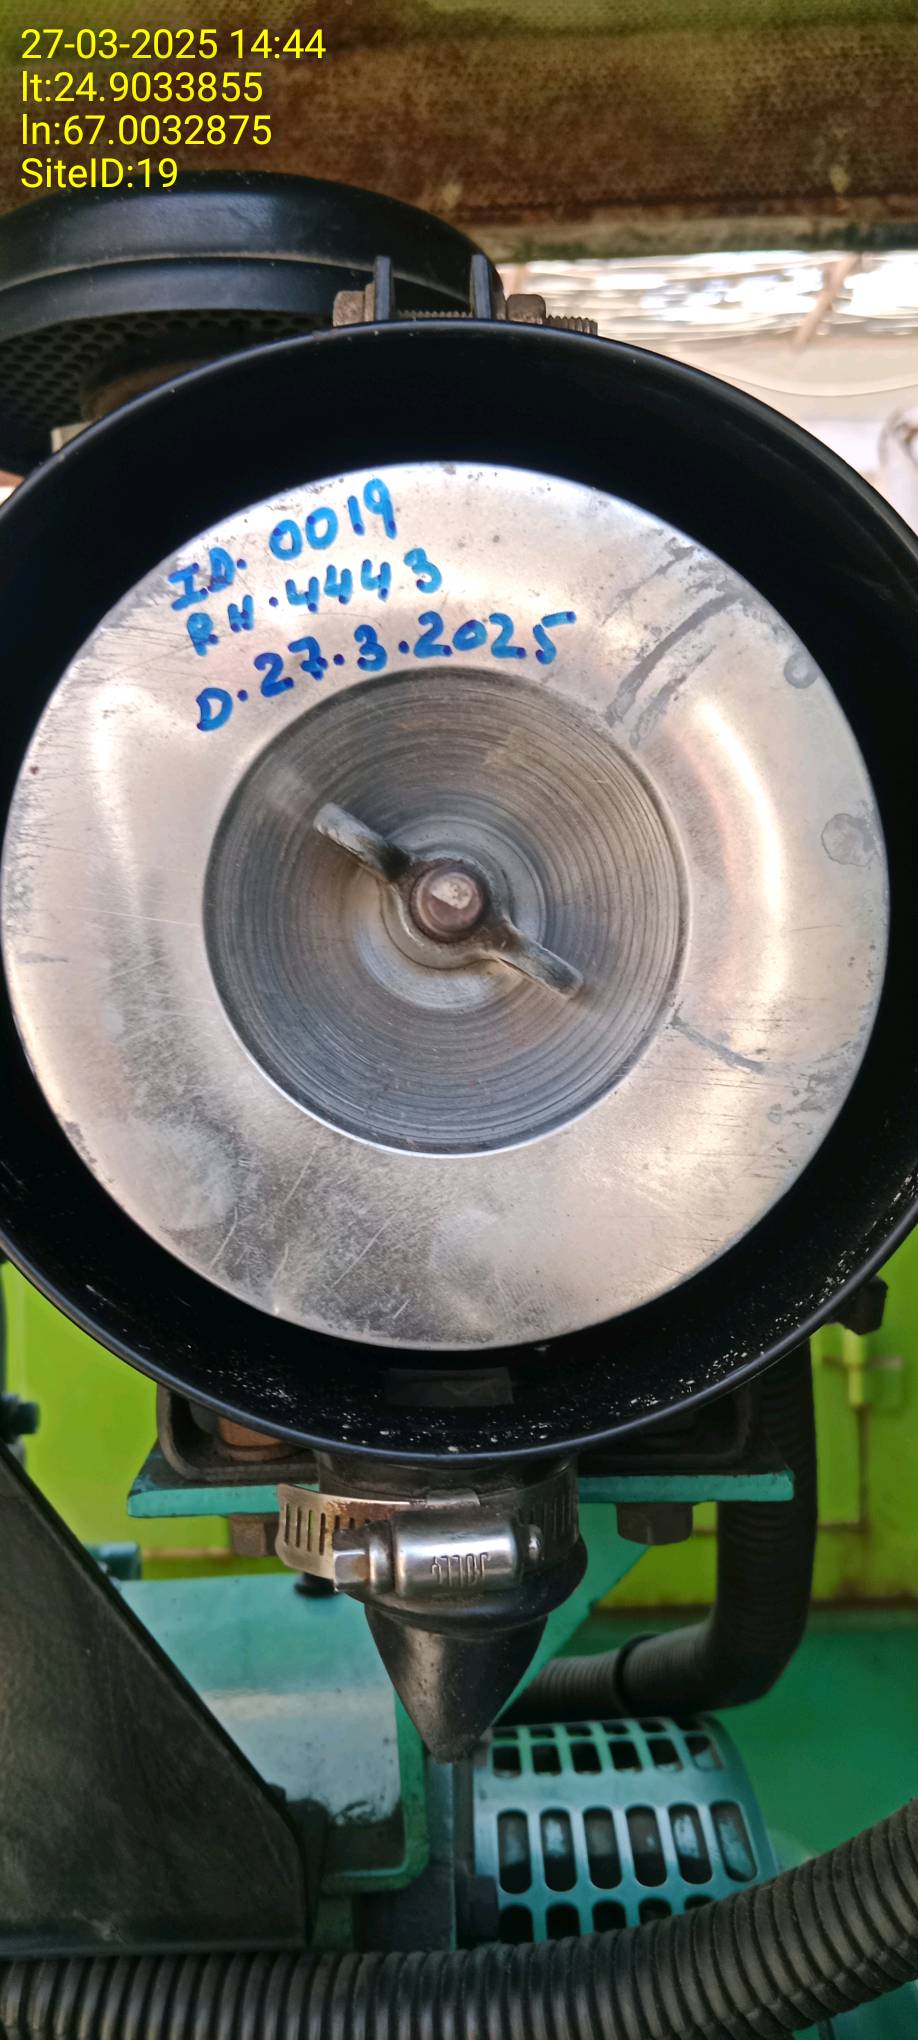 27-03-2025 14:44
lt:24.9033855
ln:67.0032875
SiteID:19
ID. 0019
RH.4443
D.27.3.2025